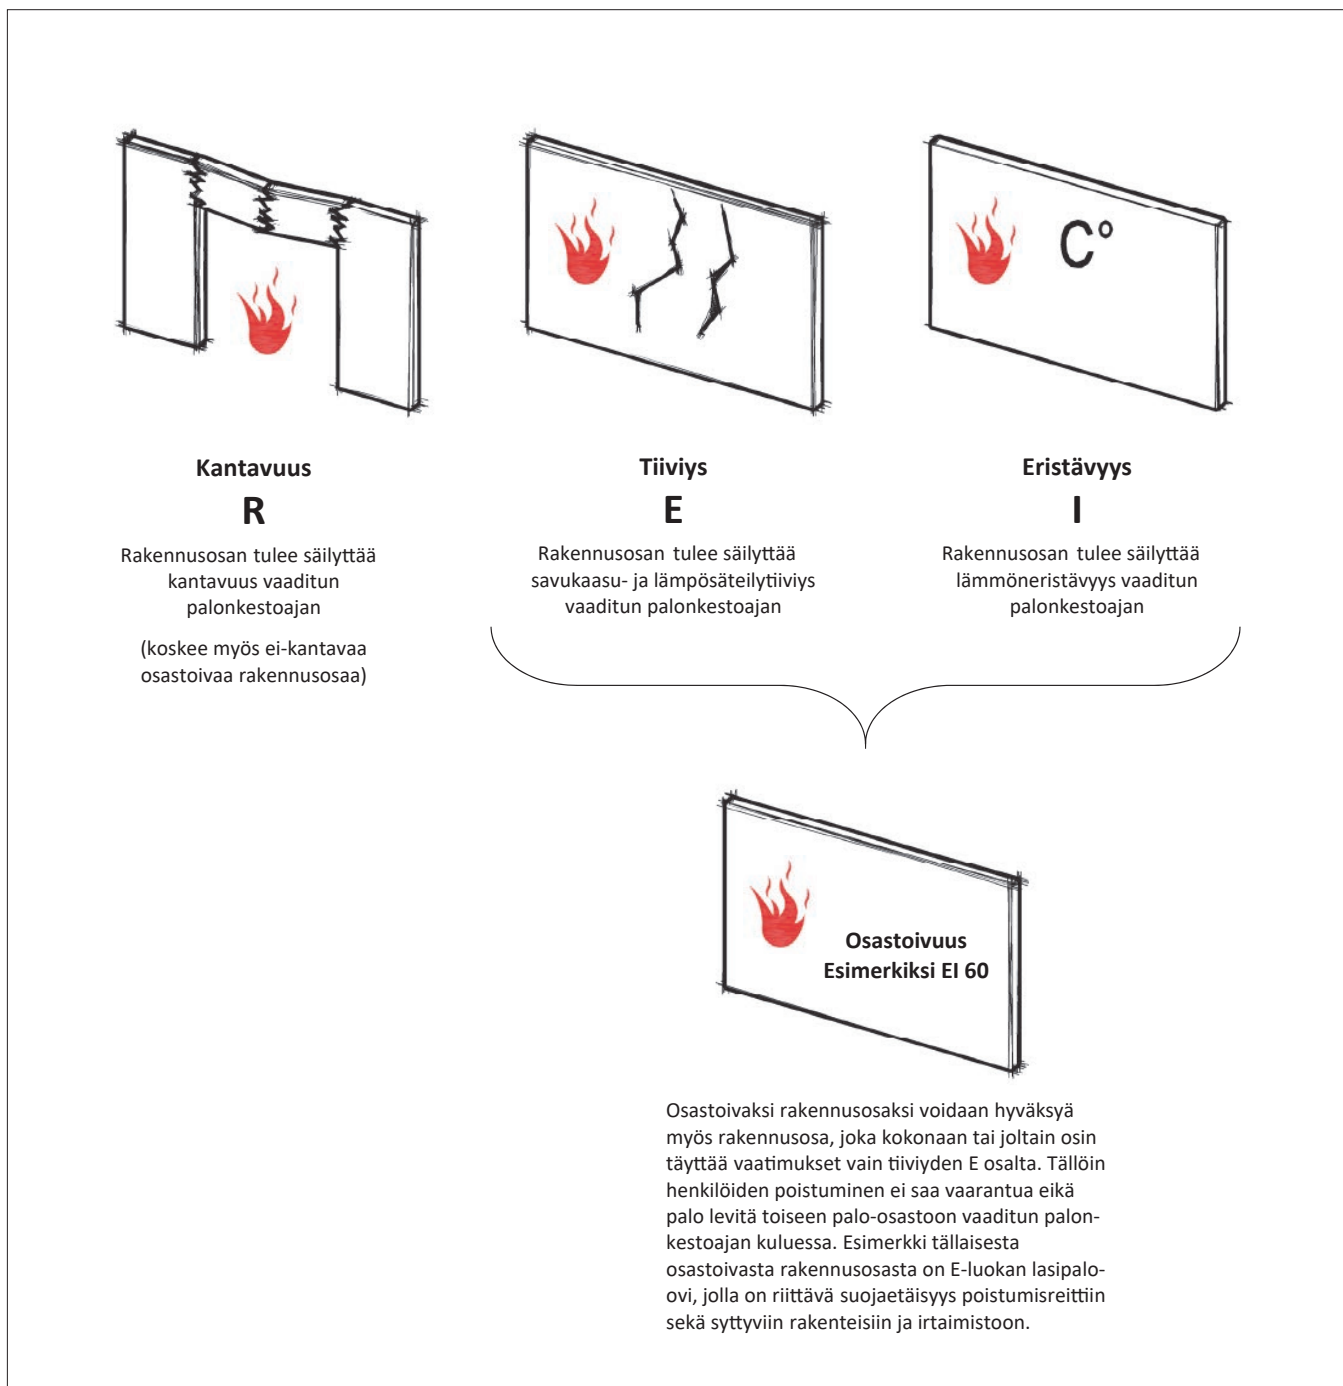 C°
Kantavuus
R
Rakennusosan tulee säilyttää
kantavuus vaaditun
palonkestoajan
(koskee myös ei-kantavaa
osastoivaa rakennusosaa)
Tiiviys
E
Rakennusosan tulee säilyttää
savukaasu- ja lämpösäteilytiiviys
vaaditun palonkestoajan
Eristävyys
I
Rakennusosan tulee säilyttää
lämmöneristävyys vaaditun
palonkestoajan
Osastoivuus
Esimerkiksi EI 60
Osastoivaksi rakennusosaksi voidaan hyväksyä
myös rakennusosa, joka kokonaan tai joltain osin
täyttää vaatimukset vain tiiviyden E osalta. Tällöin
henkilöiden poistuminen ei saa vaarantua eikä
palo levitä toiseen palo-osastoon vaaditun palon-
kestoajan kuluessa. Esimerkki tällaisesta
osastoivasta rakennusosasta on E-luokan lasipalo-
ovi, jolla on riittävä suojaetäisyys poistumisreittiin
sekä syttyviin rakenteisiin ja irtaimistoon.